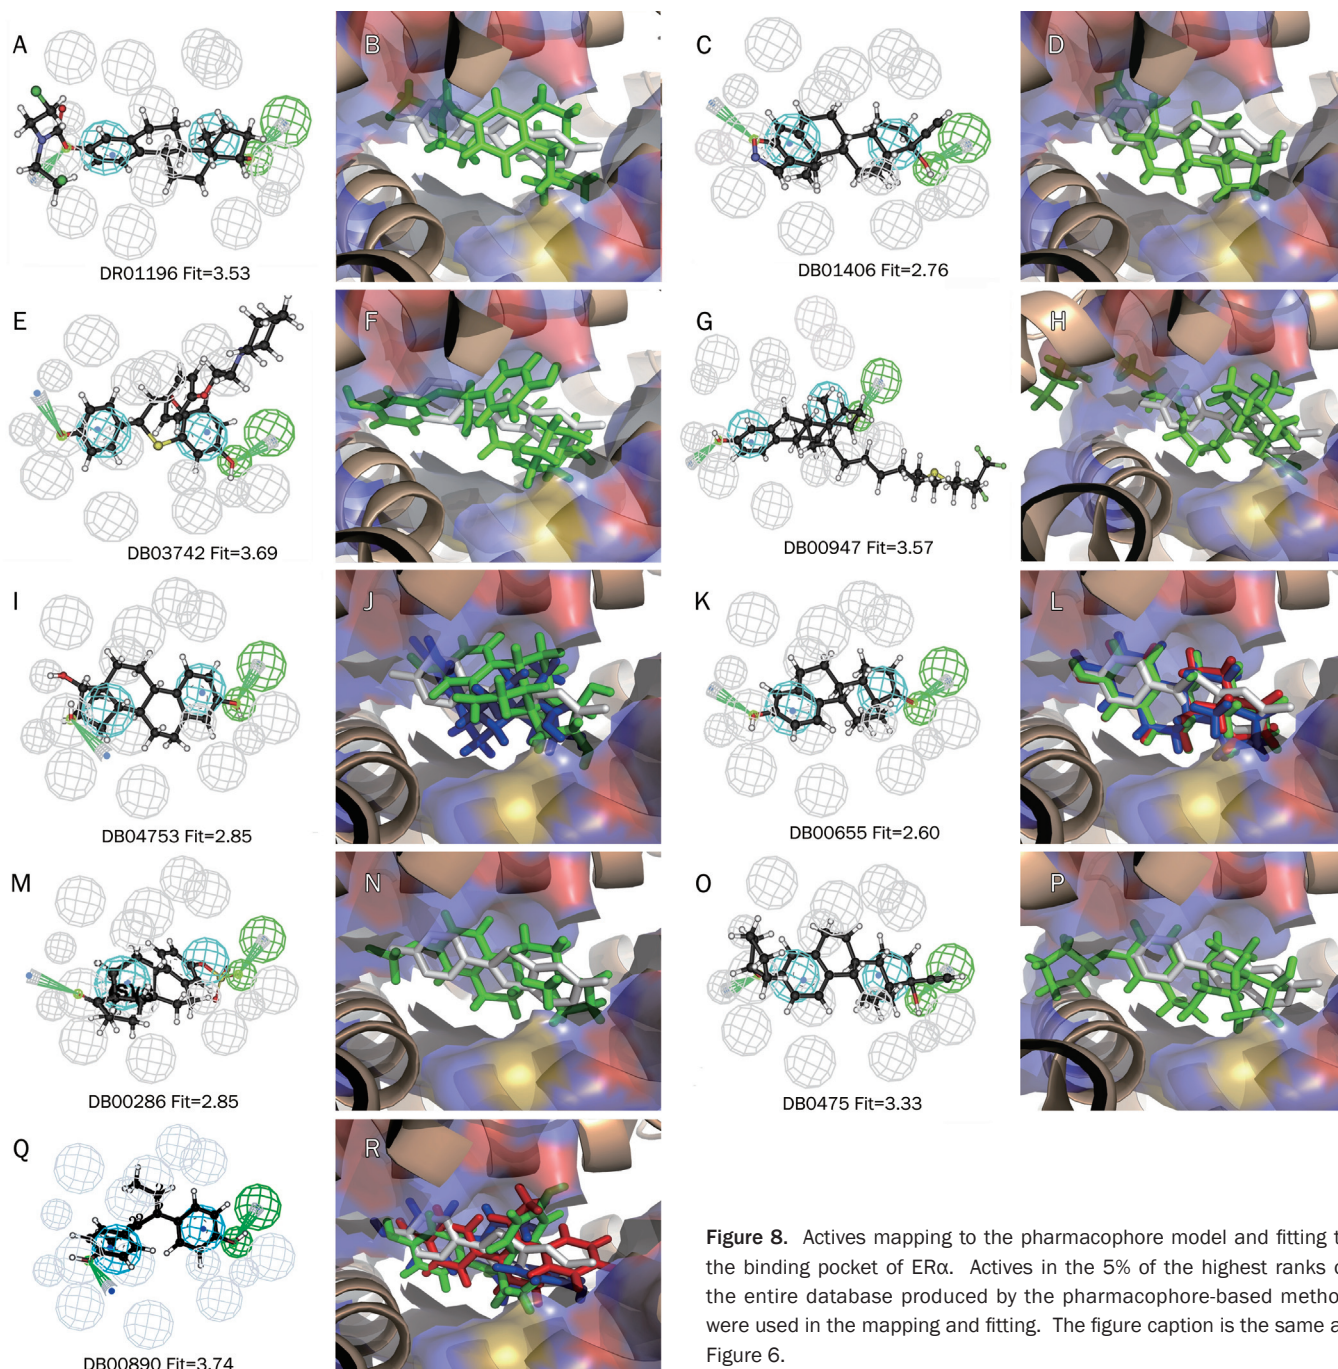 A
B
C
D
DR01196 Fit=3.53
DB01406 Fit=2.76
E
F
G
H
DB03742 Fit=3.69
DB00947 Fit=3.57
I
J
K
L
DB04753 Fit=2.85
DB00655 Fit=2.60
M
N
O
P
DB00286 Fit=2.85
DB0475 Fit=3.33
Q
R
DB00890 Fit=3.74
Figure 8. Actives mapping to the pharmacophore model and fitting t
the binding pocket of ERα. Actives in the 5% of the highest ranks o
the entire database produced by the pharmacophore-based metho
were used in the mapping and fitting. The figure caption is the same a
Figure 6.